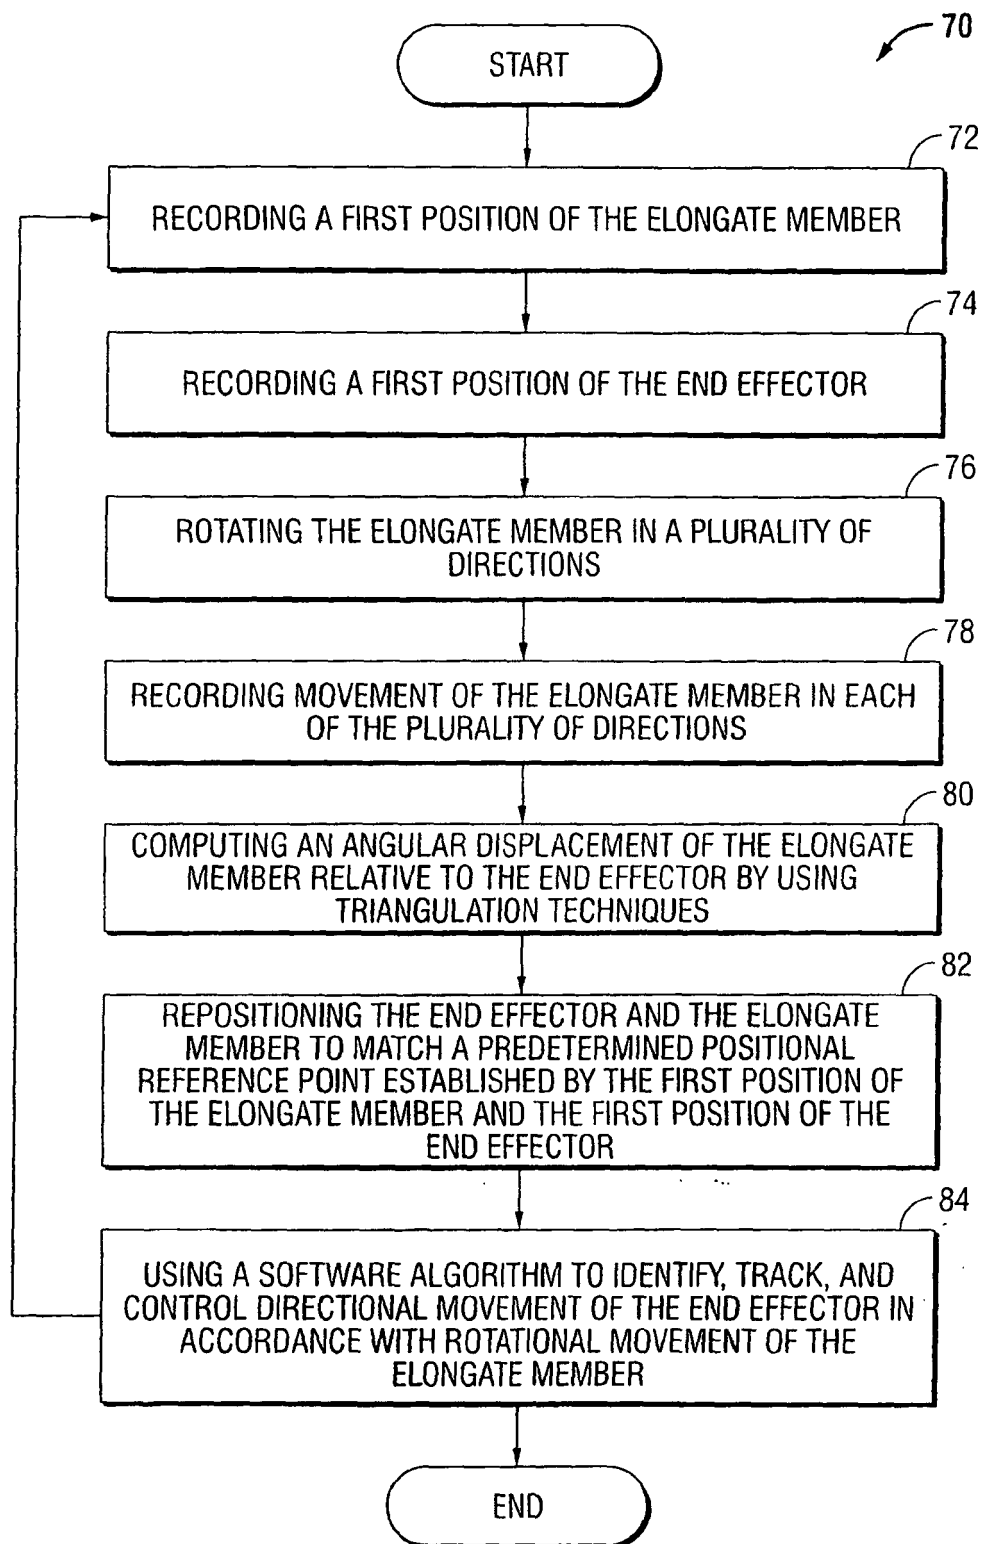 70
START
72
RECORDING A FIRST POSITION OF THE ELONGATE MEMBER
74
RECORDING A FIRST POSITION OF THE END EFFECTOR
76
ROTATING THE ELONGATE MEMBER IN A PLURALITY OF
DIRECTIONS
78
RECORDING MOVEMENT OF THE ELONGATE MEMBER IN EACH
OF THE PLURALITY OF DIRECTIONS
80
COMPUTING AN ANGULAR DISPLACEMENT OF THE ELONGATE
MEMBER RELATIVE TO THE END EFFECTOR BY USING
TRIANGULATION TECHNIQUES
82
REPOSITIONING THE END EFFECTOR AND THE ELONGATE
MEMBER TO MATCH A PREDETERMINED POSITIONAL
REFERENCE POINT ESTABLISHED BY THE FIRST POSITION OF
THE ELONGATE MEMBER AND THE FIRST POSITION OF THE
END EFFECTOR
84
USING A SOFTWARE ALGORITHM TO IDENTIFY, TRACK, AND
CONTROL DIRECTIONAL MOVEMENT OF THE END EFFECTOR IN
ACCORDANCE WITH ROTATIONAL MOVEMENT OF THE
ELONGATE MEMBER
END